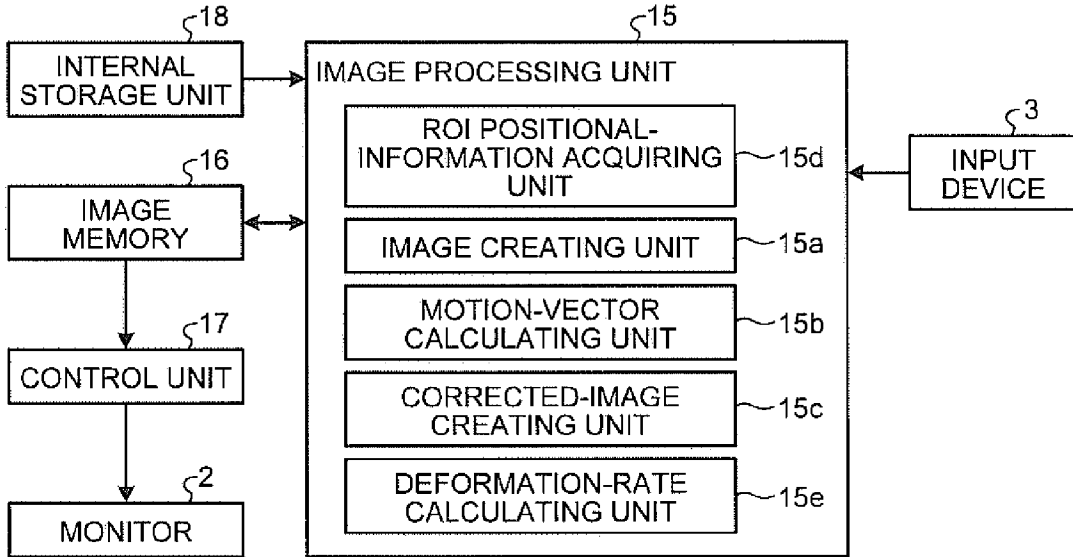 18
INTERNAL
STORAGE UNIT
16
IMAGE
MEMORY
17
CONTROL UNIT
2
MONITOR
15
IMAGE PROCESSING UNIT
ROI POSITIONAL-
INFORMATION ACQUIRING
UNIT
15d
IMAGE CREATING UNIT
15a
MOTION-VECTOR
CALCULATING UNIT
15b
CORRECTED-IMAGE
CREATING UNIT
15c
DEFORMATION-RATE
CALCULATING UNIT
15e
3
INPUT
DEVICE